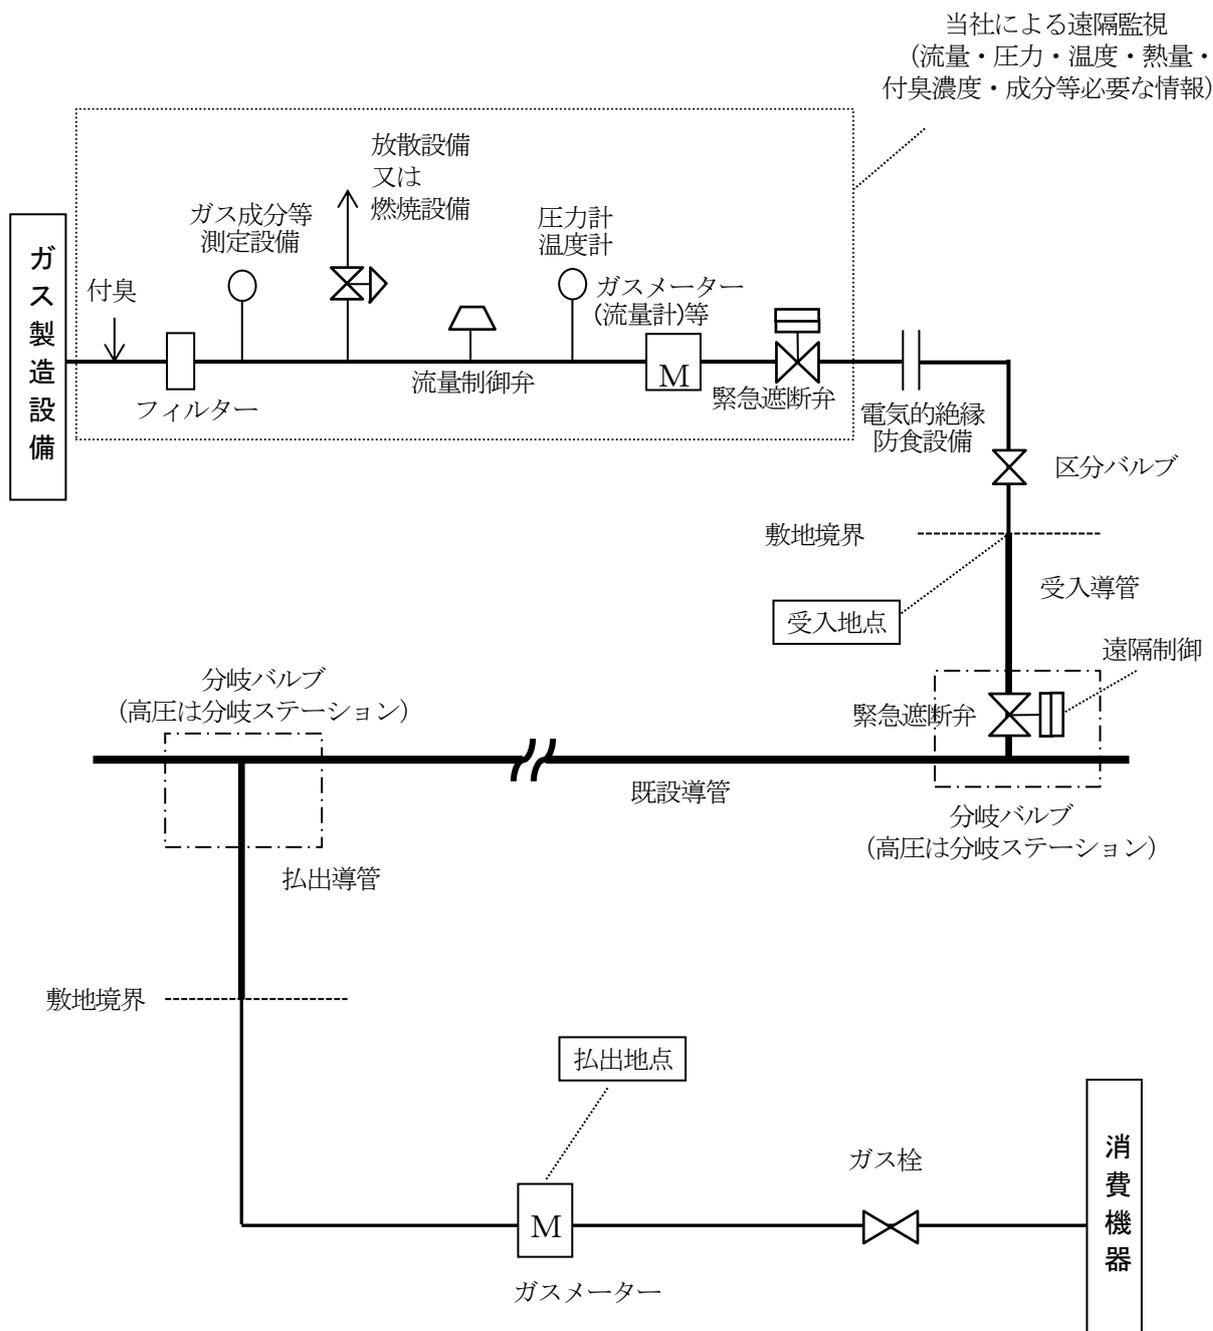 当社による遠隔監視
（流量・圧力・温度・熱量・
付臭濃度・成分等必要な情報）
放散設備
又は
燃焼設備
ガス成分等
測定設備
圧力計
温度計
ガス製造設備
付臭
ガスメーター
(流量計)等
M
フィルター
流量制御弁
緊急遮断弁
電気的絶縁
防食設備
区分バルブ
敷地境界
受入導管
受入地点
遠隔制御
分岐バルブ
（高圧は分岐ステーション）
緊急遮断弁
既設導管
分岐バルブ
（高圧は分岐ステーション）
払出導管
敷地境界
払出地点
ガス栓
消費機器
M
ガスメーター